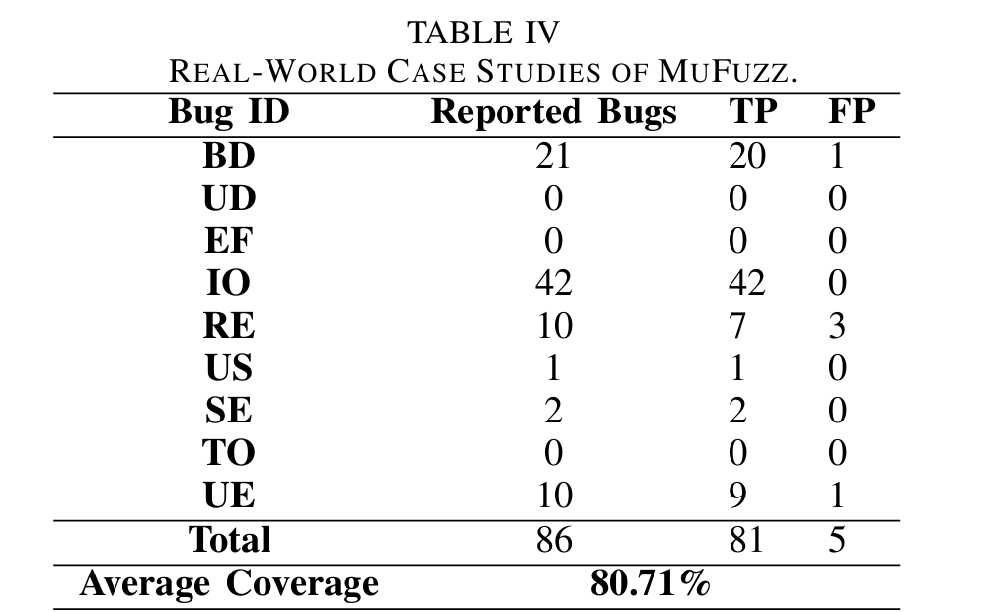 TABLE IV
REAL-WORLD CASE STUDIES OF MUFUZZ.
Bug ID Reported Bugs TP FP
BD 21 20 1
UD 0 0 0
EF 0 0 0
IO 42 42 0
RE 10 7 3
US 1 1 0
SE 2 2 0
TO 0 0 0
UE 10 9 1
Total 86 81 5
Average Coverage 80.71%